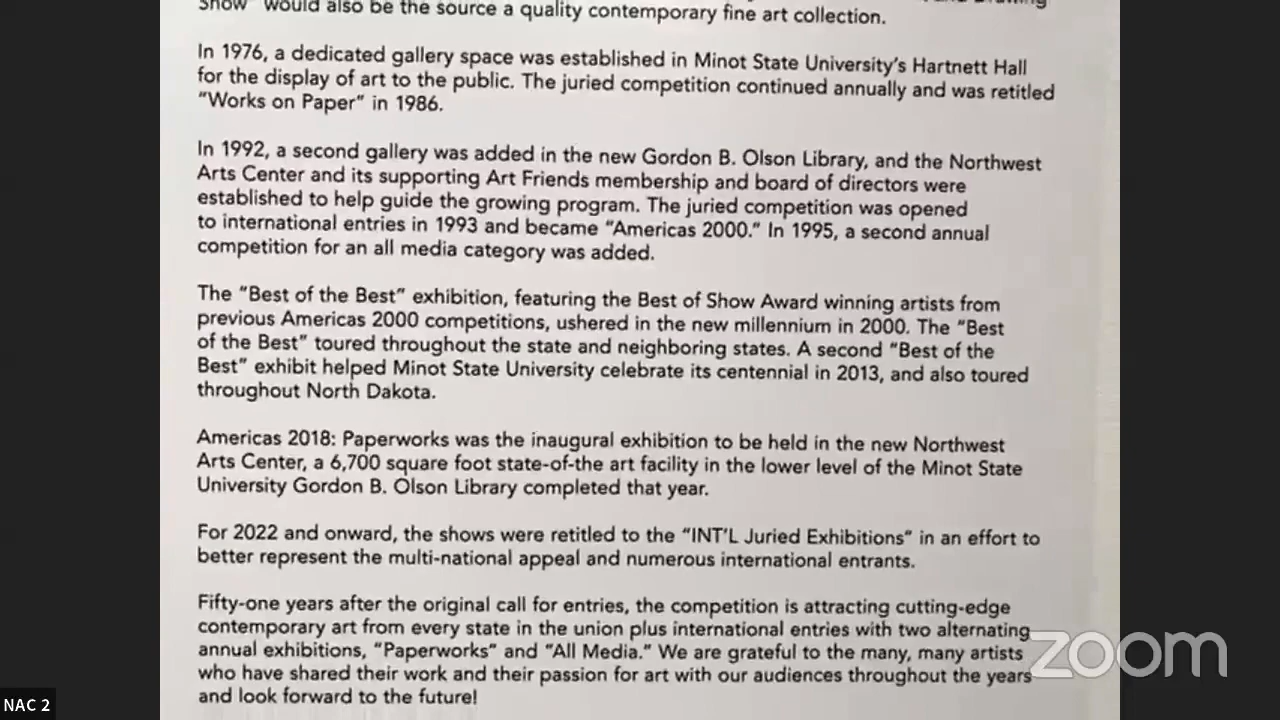 Show" would also be the source a quality contemporary fine art collection.
In 1976, a dedicated gallery space was established in Minot State University's Hartnett Hall
for the display of art to the public. The juried competition continued annually and was retitled
"Works on Paper" in 1986.
In 1992, a second gallery was added in the new Gordon B. Olson Library, and the Northwest
Arts Center and its supporting Art Friends membership and board of directors were
established to help guide the growing program. The juried competition was opened
to international entries in 1993 and became "Americas 2000." In 1995, a second annual
competition for an all media category was added.
The "Best of the Best" exhibition, featuring the Best of Show Award winning artists from
previous Americas 2000 competitions, ushered in the new millennium in 2000. The "Best
of the Best" toured throughout the state and neighboring states. A second "Best of the
Best" exhibit helped Minot State University celebrate its centennial in 2013, and also toured
throughout North Dakota.
Americas 2018: Paperworks was the inaugural exhibition to be held in the new Northwest
Arts Center, a 6,700 square foot state-of-the art facility in the lower level of the Minot State
University Gordon B. Olson Library completed that year.
For 2022 and onward, the shows were retitled to the "INT'L Juried Exhibitions" in an effort to
better represent the multi-national appeal and numerous international entrants.
Fifty-one years after the original call for entries, the competition is attracting cutting-edge
contemporary art from every state in the union plus international entries with two alternating
annual exhibitions, "Paperworks" and "All Media." We are grateful to the many, many artists
who have shared their work and their passion for art with our audiences throughout the years
and look forward to the future!
zoom
NAC 2